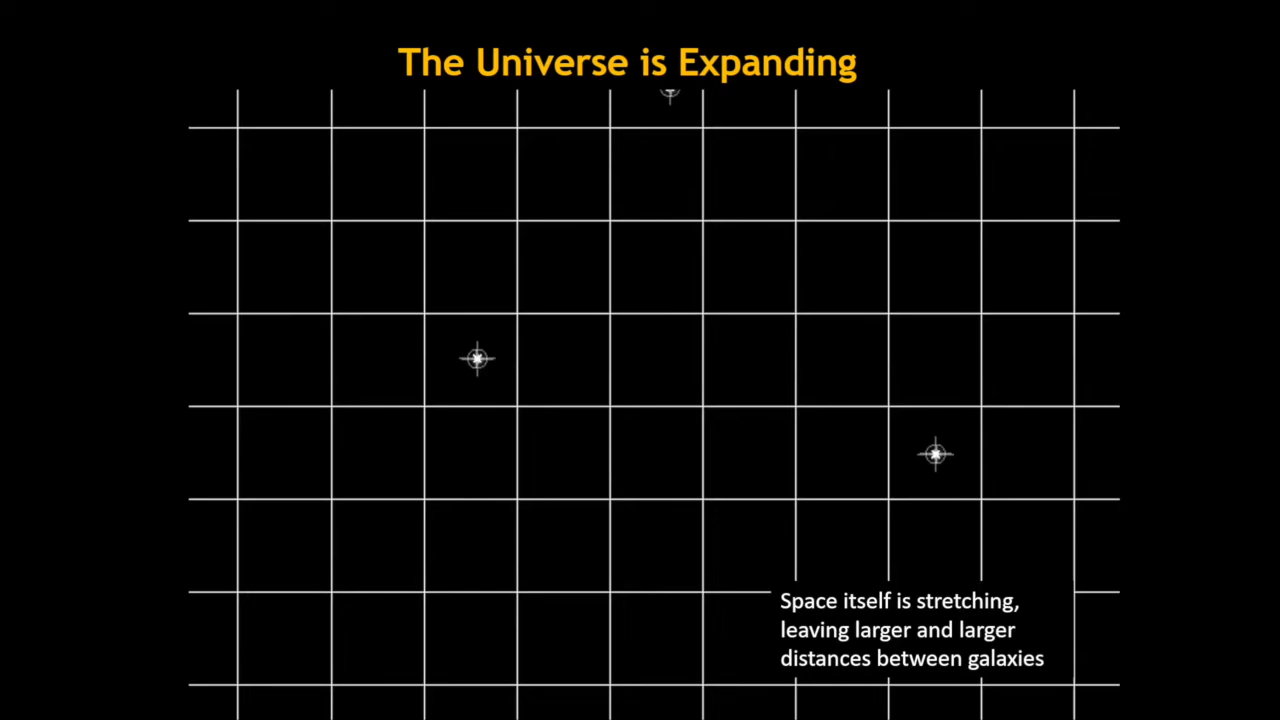 The Universe is Expanding
Space itself is stretching,
leaving larger and larger
distances between galaxies